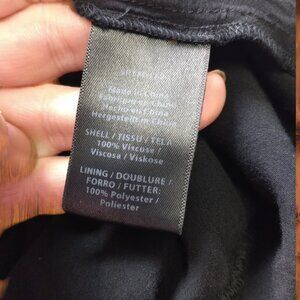 Made in China
Fabriqué en Chine
Hecho en China
Hergestellt in China
SHELL / TISSU / TELA
100% Viscose /
Viscosa / Viskose
LINING / DOUBLURE /
FORRO / FUTTER:
100% Polyester /
Poliester